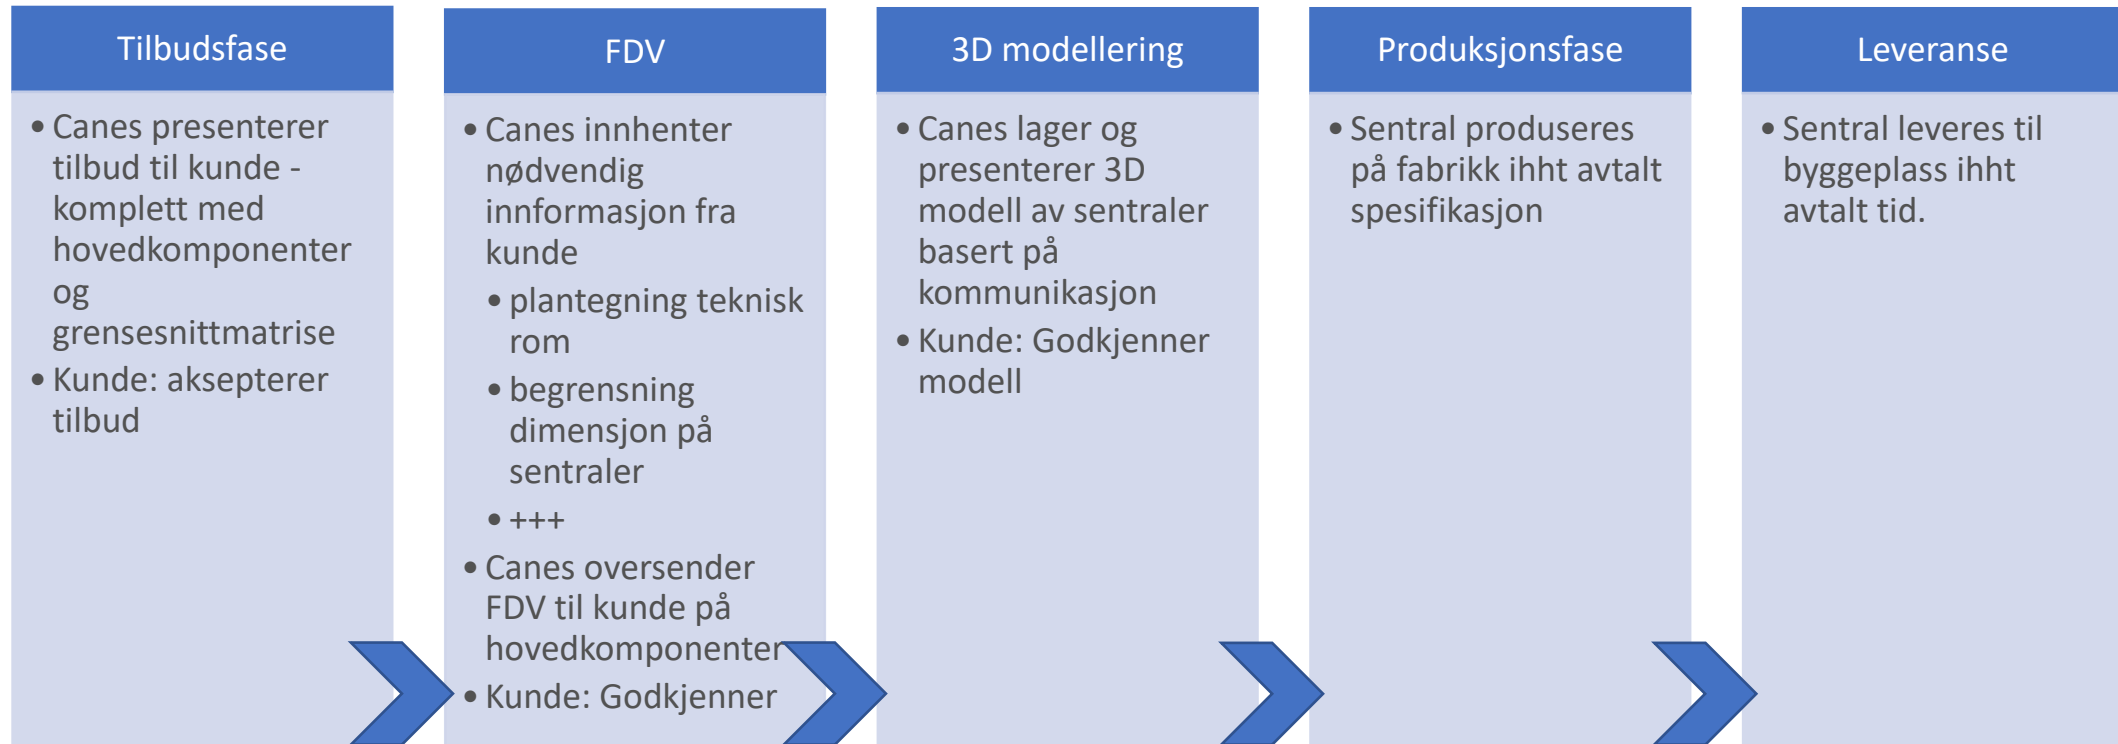 Tilbudsfase
• Canes presenterer
tilbud til kunde -
komplett med
hovedkomponenter
og
grensesnittmatrise
• Kunde: aksepterer
tilbud
FDV
• Canes innhenter
nødvendig
innformasjon fra
kunde
• plantegning teknisk
rom
• begrensning
dimensjon på
sentraler
• +++
• Canes oversender
FDV til kunde på
hovedkomponenter
• Kunde: Godkjenner
3D modellering
• Canes lager og
presenterer 3D
modell av sentraler
basert på
kommunikasjon
• Kunde: Godkjenner
modell
Produksjonsfase
• Sentral produseres
på fabrikk ihht avtalt
spesifikasjon
Leveranse
• Sentral leveres til
byggeplass ihht
avtalt tid.